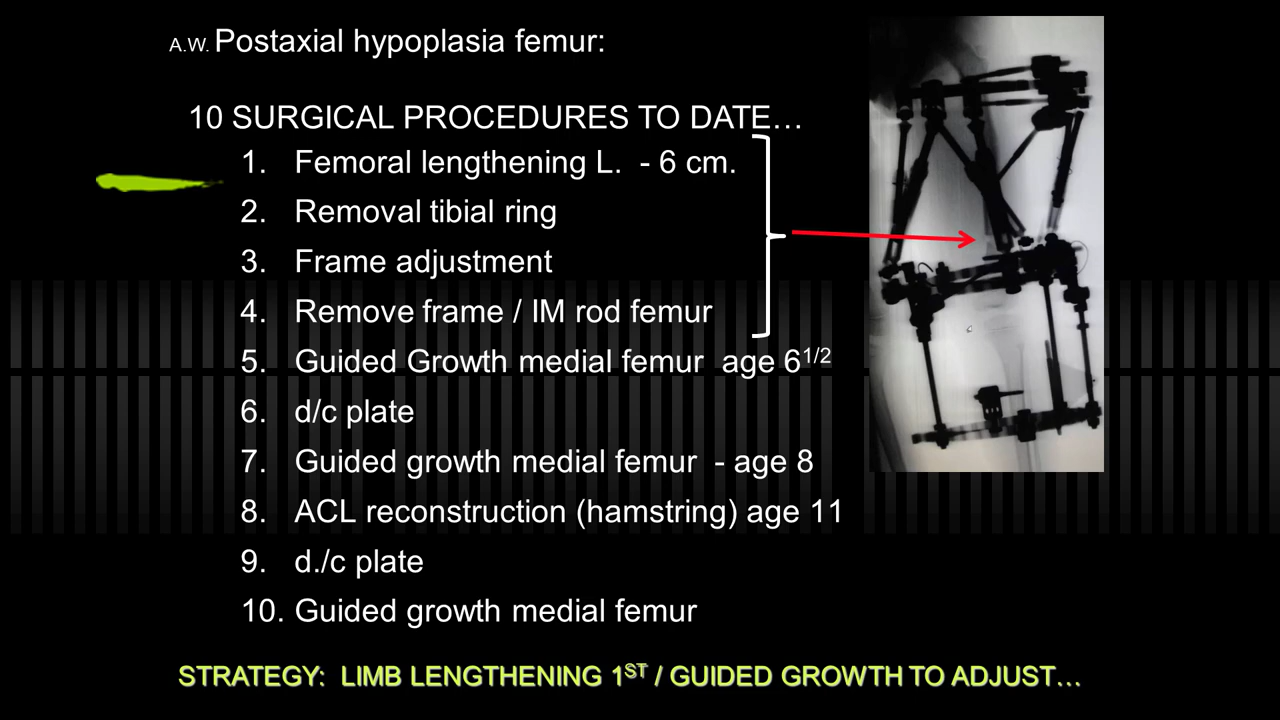 A.W. Postaxial hypoplasia femur:
10 SURGICAL PROCEDURES TO DATE…
1. Femoral lengthening L. - 6 cm.
2. Removal tibial ring
3. Frame adjustment
4. Remove frame / IM rod femur
5. Guided Growth medial femur age 6 1/2
6. d/c plate
7. Guided growth medial femur - age 8
8. ACL reconstruction (hamstring) age 11
9. d./c plate
10. Guided growth medial femur
STRATEGY: LIMB LENGTHENING 1ST / GUIDED GROWTH TO ADJUST…